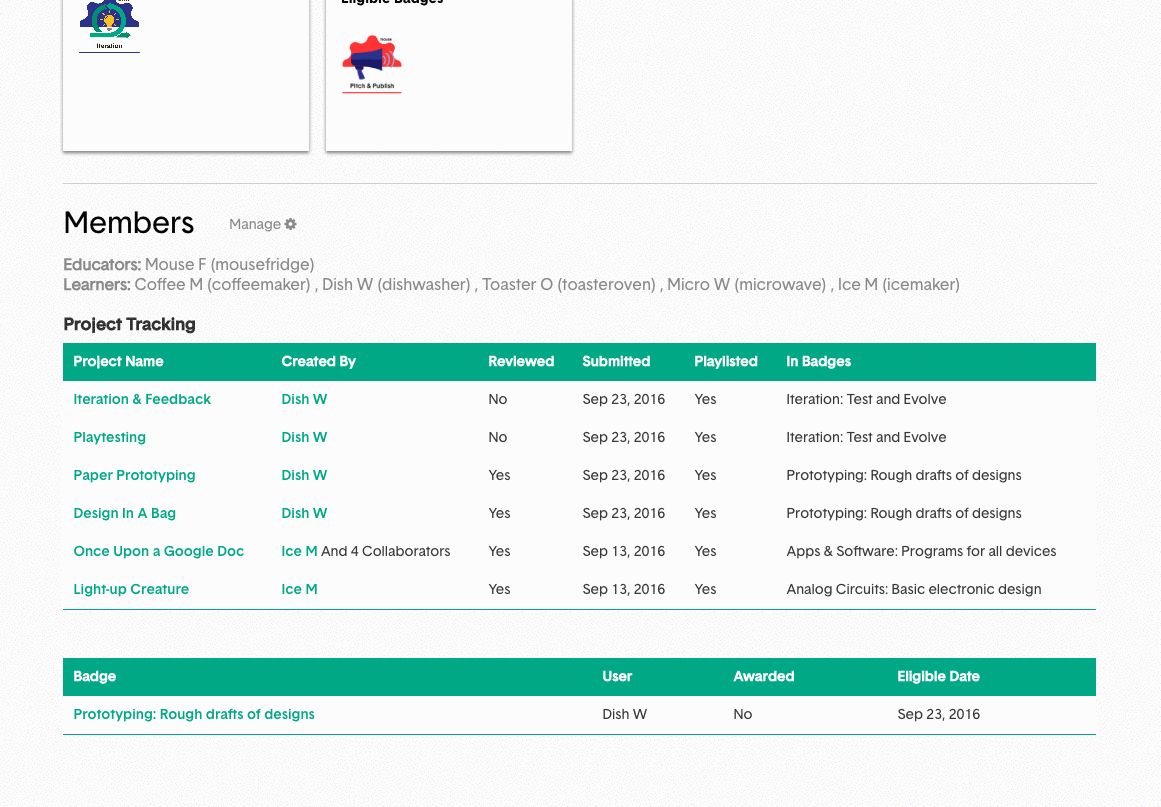 Eligible Badges
Iteration
mouse
Pitch & Publish
Members Manage
Educators: Mouse F (mousefridge)
Learners: Coffee M (coffeemaker) , Dish W (dishwasher) , Toaster O (toasteroven) , Micro W (microwave) , Ice M (icemaker)
Project Tracking
Project Name Created By Reviewed Submitted Playlisted In Badges
Iteration & Feedback Dish W No Sep 23, 2016 Yes Iteration: Test and Evolve
Playtesting Dish W No Sep 23, 2016 Yes Iteration: Test and Evolve
Paper Prototyping Dish W Yes Sep 23, 2016 Yes Prototyping: Rough drafts of designs
Design In A Bag Dish W Yes Sep 23, 2016 Yes Prototyping: Rough drafts of designs
Once Upon a Google Doc Ice M And 4 Collaborators Yes Sep 13, 2016 Yes Apps & Software: Programs for all devices
Light-up Creature Ice M Yes Sep 13, 2016 Yes Analog Circuits: Basic electronic design
Badge User Awarded Eligible Date
Prototyping: Rough drafts of designs Dish W No Sep 23, 2016